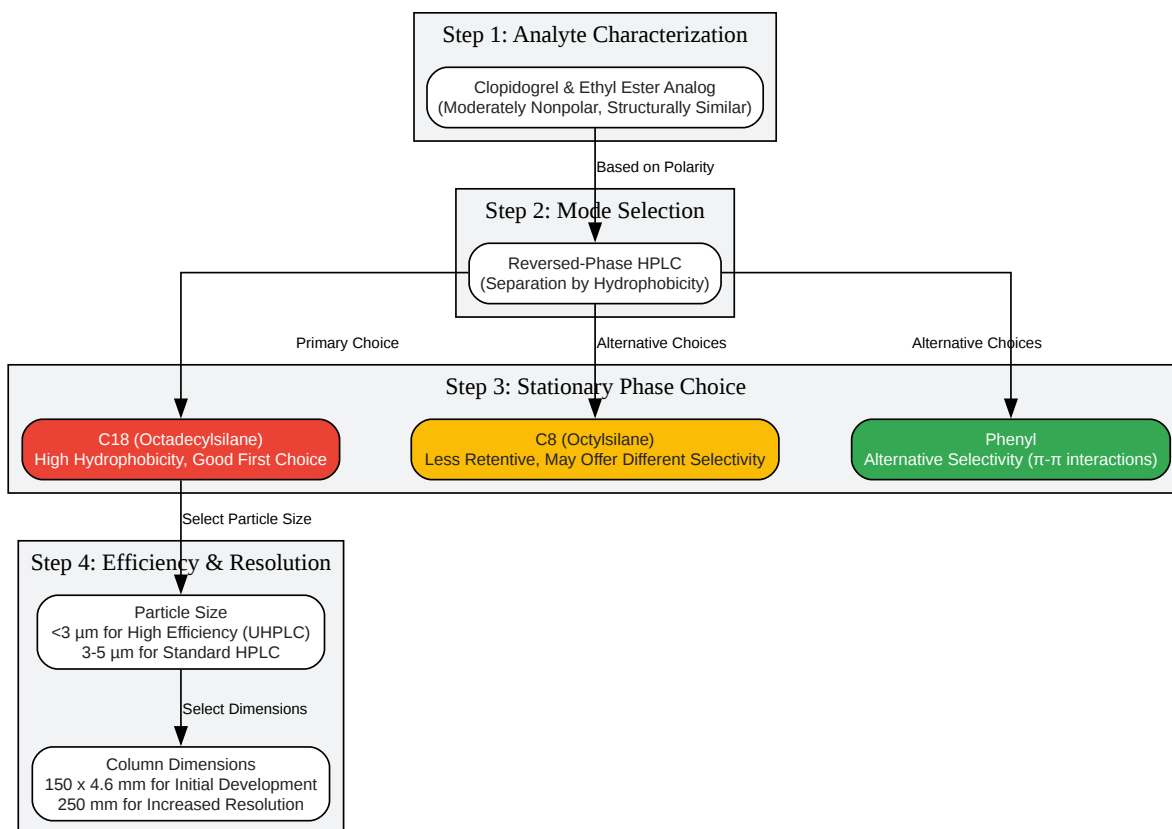 Step 1: Analyte Characterization
Clopidogrel & Ethyl Ester Analog
(Moderately Nonpolar, Structurally Similar)
Based on Polarity
Step 2: Mode Selection
Reversed-Phase HPLC
(Separation by Hydrophobicity)
Primary Choice
Alternative Choices
Alternative Choices
Step 3: Stationary Phase Choice
C18 (Octadecylsilane)
High Hydrophobicity, Good First Choice
C8 (Octylsilane)
Less Retentive, May Offer Different Selectivity
Phenyl
Alternative Selectivity (π-π interactions)
Select Particle Size
Step 4: Efficiency & Resolution
Particle Size
<3 µm for High Efficiency (UHPLC)
3-5 µm for Standard HPLC
Select Dimensions
Column Dimensions
150 x 4.6 mm for Initial Development
250 mm for Increased Resolution